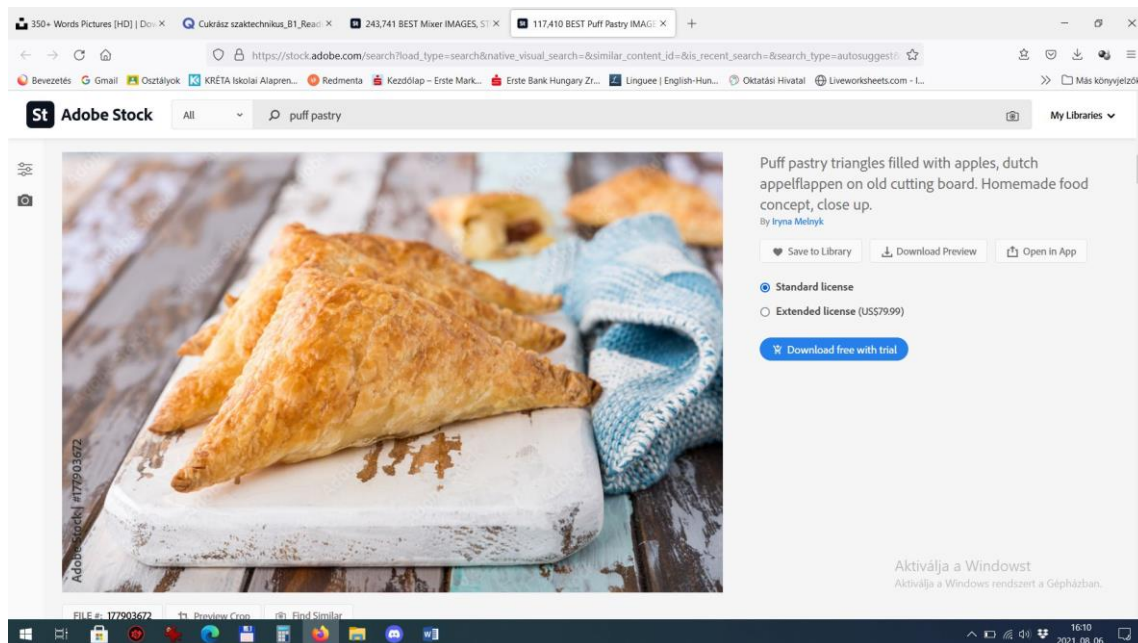 350+ Words Pictures [HD] | Dow
Cukrász szaktechnikus_B1_Read
243,741 BEST Mixer IMAGES, ST
117,410 BEST Puff Pastry IMAGE
https://stock.adobe.com/search?load_type=search&native_visual_search=&similar_content_id=&is_recent_search=&search_type=autosuggest
Bevezetés Gmail Osztályok KRÉTA Iskolai Alapren... Redmenta Kezdőlap – Erste Mark... Erste Bank Hungary Zr... Linguee | English-Hun... Oktatási Hivatal Liveworksheets.com - I... Más könyvjelzők
St Adobe Stock All puff pastry My Libraries
Puff pastry triangles filled with apples, dutch
appelflappen on old cutting board. Homemade food
concept, close up.
By Iryna Melnyk
Save to Library Download Preview Open in App
Standard license
Extended license (US$79.99)
Download free with trial
Adobe Stock | #177903672
Aktiválja a Windowst
Aktiválja a Windows rendszert a Gépházban.
FILE #: 177903672 Preview Crop Find Similar
16:10
2021. 08. 06.